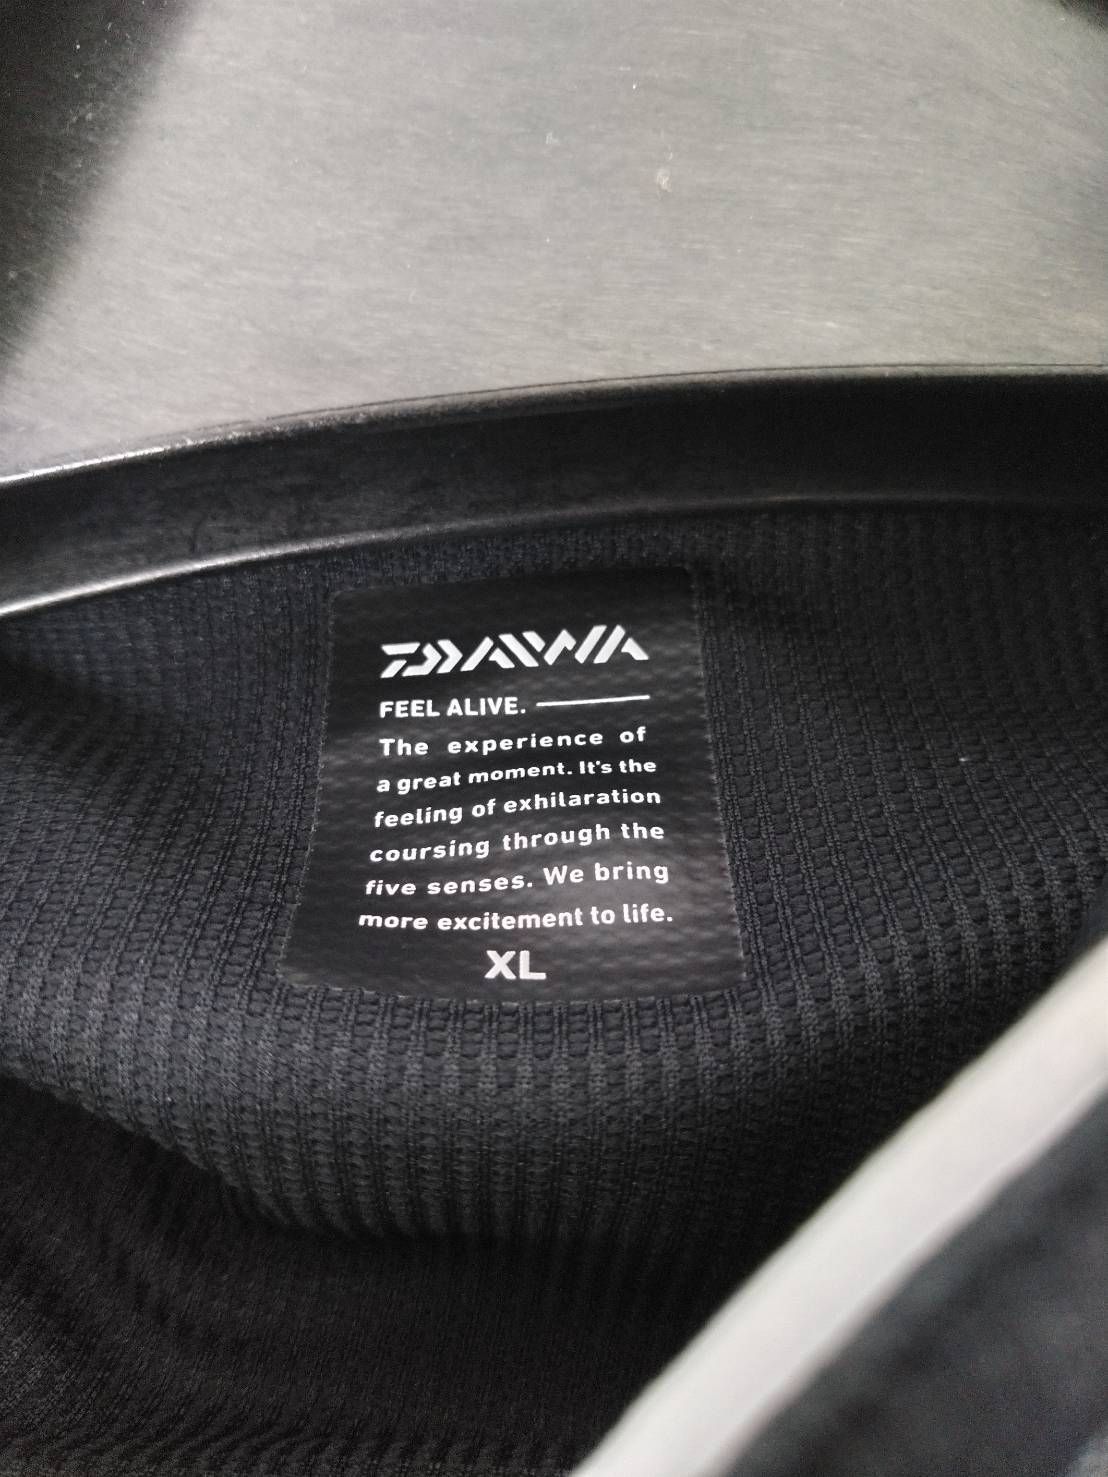 DAIWA
FEEL ALIVE.
The experience of
a great moment. It's the
feeling of exhilaration
coursing through the
five senses. We bring
more excitement to life.
XL